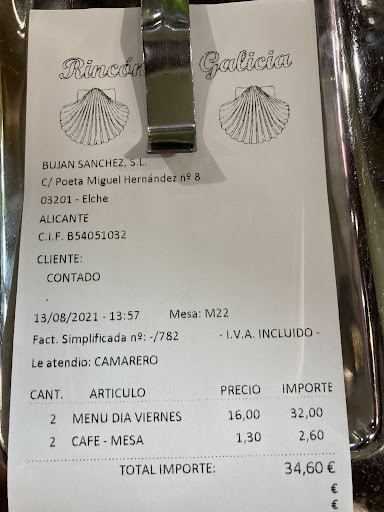 Rincón Galicia
BUJAN SANCHEZ, S.L.
C/ Poeta Miguel Hernández nº 8
03201 - Elche
ALICANTE
C.I.F. B54051032
CLIENTE:
CONTADO
.
13/08/2021 - 13:57 Mesa: M22
Fact. Simplificada nº: -/782 - I.V.A. INCLUIDO -
Le atendio: CAMARERO
CANT. ARTICULO PRECIO IMPORTE
2 MENU DIA VIERNES 16,00 32,00
2 CAFE - MESA 1,30 2,60
TOTAL IMPORTE: 34,60 €
€
€